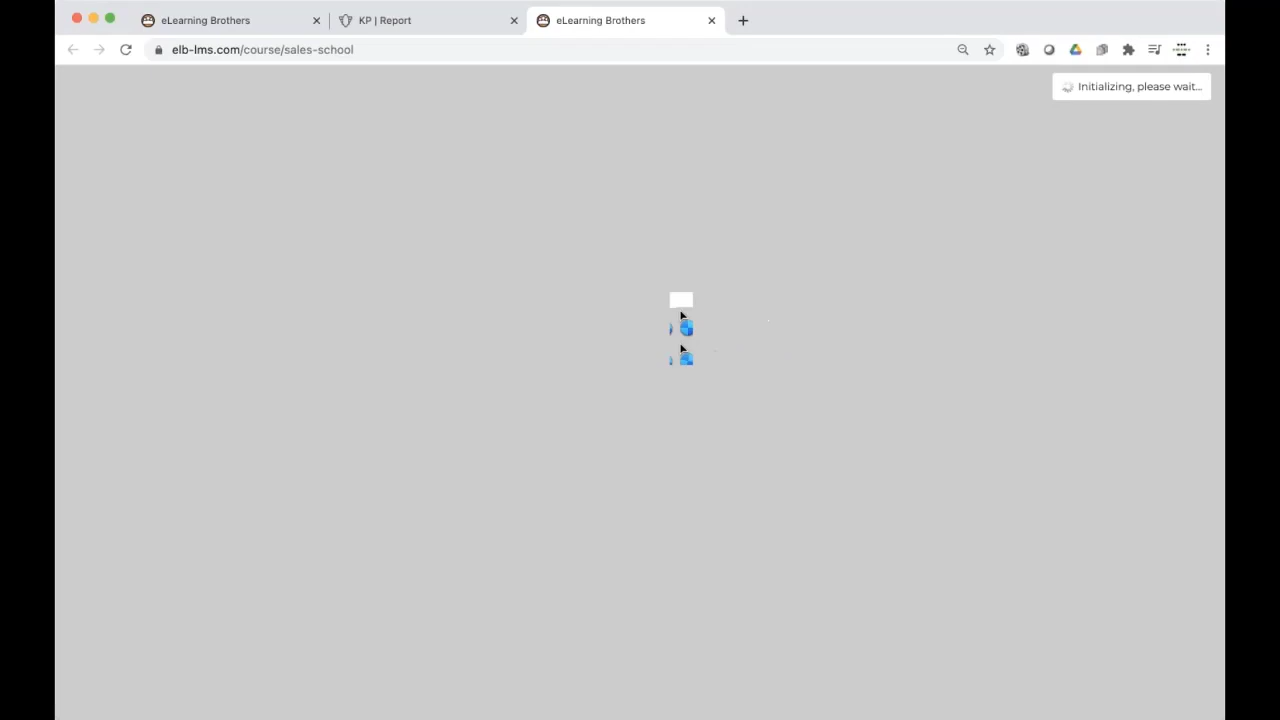 eLearning Brothers
KP | Report
eLearning Brothers
elb-lms.com/course/sales-school
Initializing, please wait...